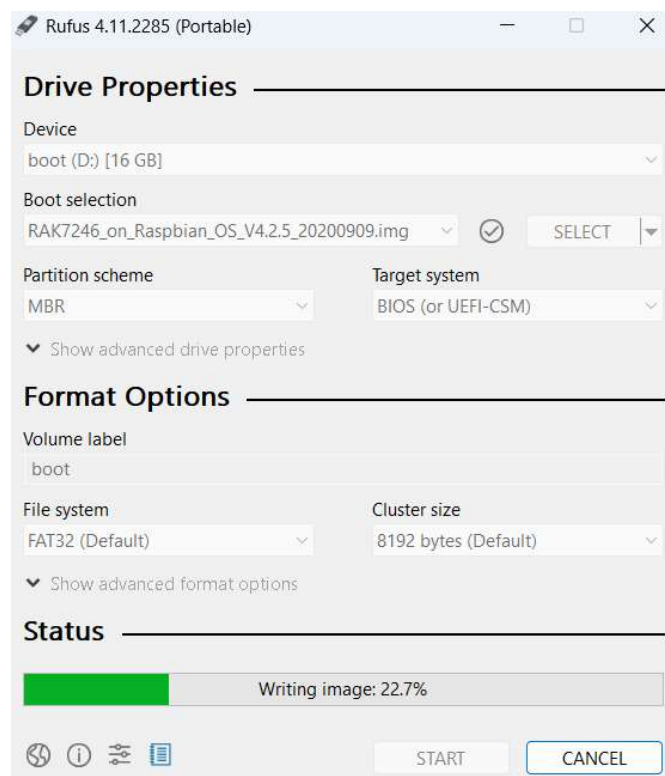 Rufus 4.11.2285 (Portable)
Drive Properties
Device
boot (D:) [16 GB]
Boot selection
RAK7246_on_Raspbian_OS_V4.2.5_20200909.img
SELECT
Partition scheme
Target system
MBR
BIOS (or UEFI-CSM)
Show advanced drive properties
Format Options
Volume label
boot
File system
Cluster size
FAT32 (Default)
8192 bytes (Default)
Show advanced format options
Status
Writing image: 22.7%
START
CANCEL